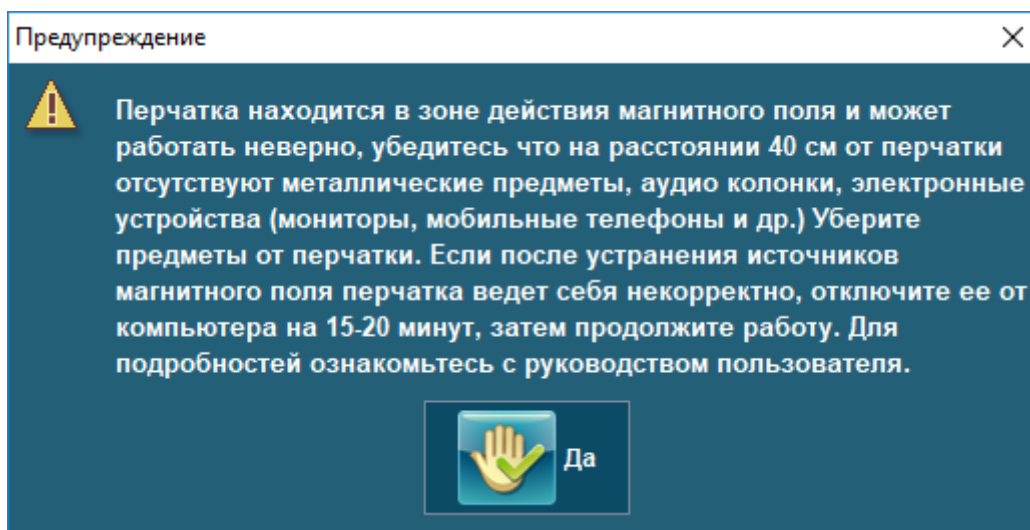 Предупреждение
Перчатка находится в зоне действия магнитного поля и может
работать неверно, убедитесь что на расстоянии 40 см от перчатки
отсутствуют металлические предметы, аудио колонки, электронные
устройства (мониторы, мобильные телефоны и др.) Уберите
предметы от перчатки. Если после устранения источников
магнитного поля перчатка ведет себя некорректно, отключите ее от
компьютера на 15-20 минут, затем продолжите работу. Для
подробностей ознакомьтесь с руководством пользователя.
Да